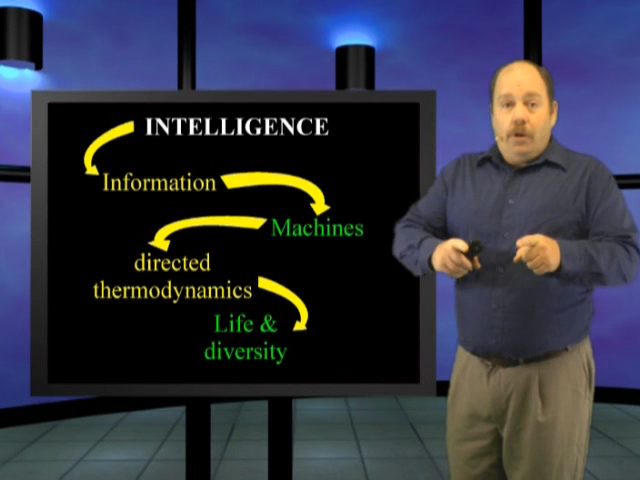 INTELLIGENCE
Information
Machines
directed
thermodynamics
Life &
diversity